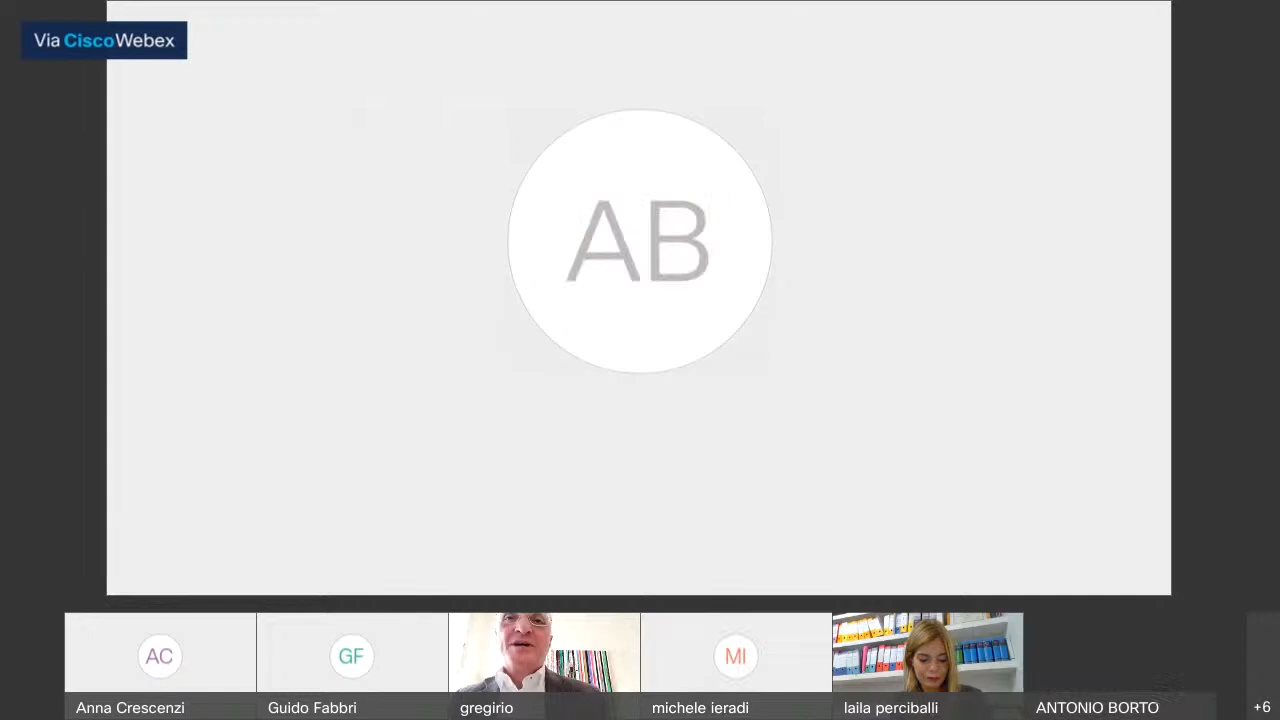 Via CiscoWebex
AB
AC
GF
MI
Anna Crescenzi
Guido Fabbri
gregirio
michele ieradi
laila perciballi
ANTONIO BORTO
+6